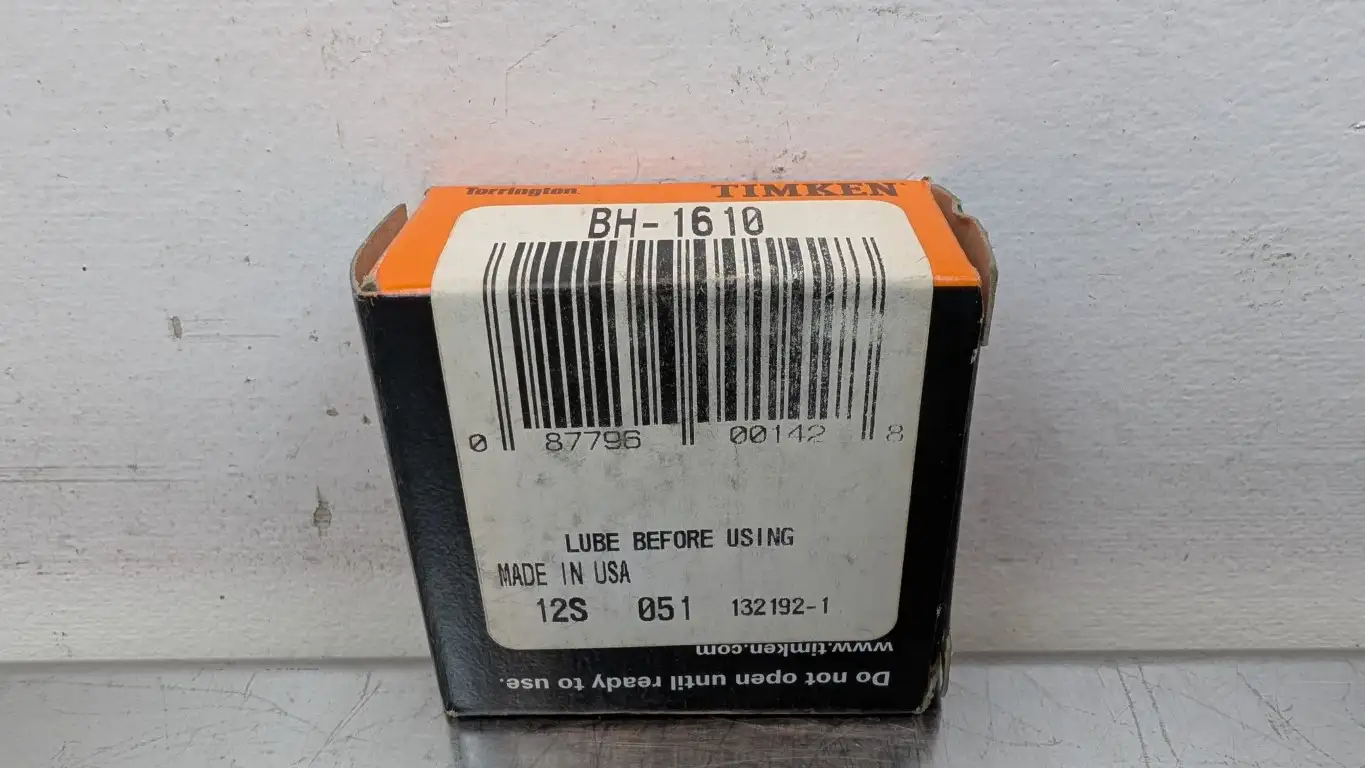 Torrington TIMKEN
BH-1610
0 87796 00142 8
LUBE BEFORE USING
MADE IN USA
12S 051 132192-1
www.timken.com
Do not open until ready to use.